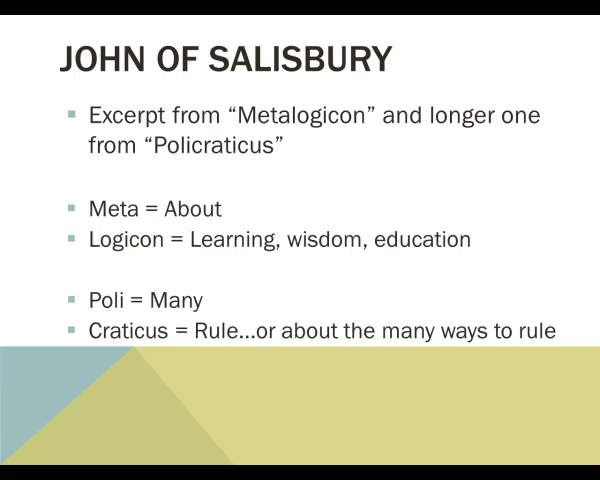 JOHN OF SALISBURY
Excerpt from “Metalogicon” and longer one
from “Policraticus”
Meta = About
Logicon = Learning, wisdom, education
Poli = Many
Craticus = Rule…or about the many ways to rule